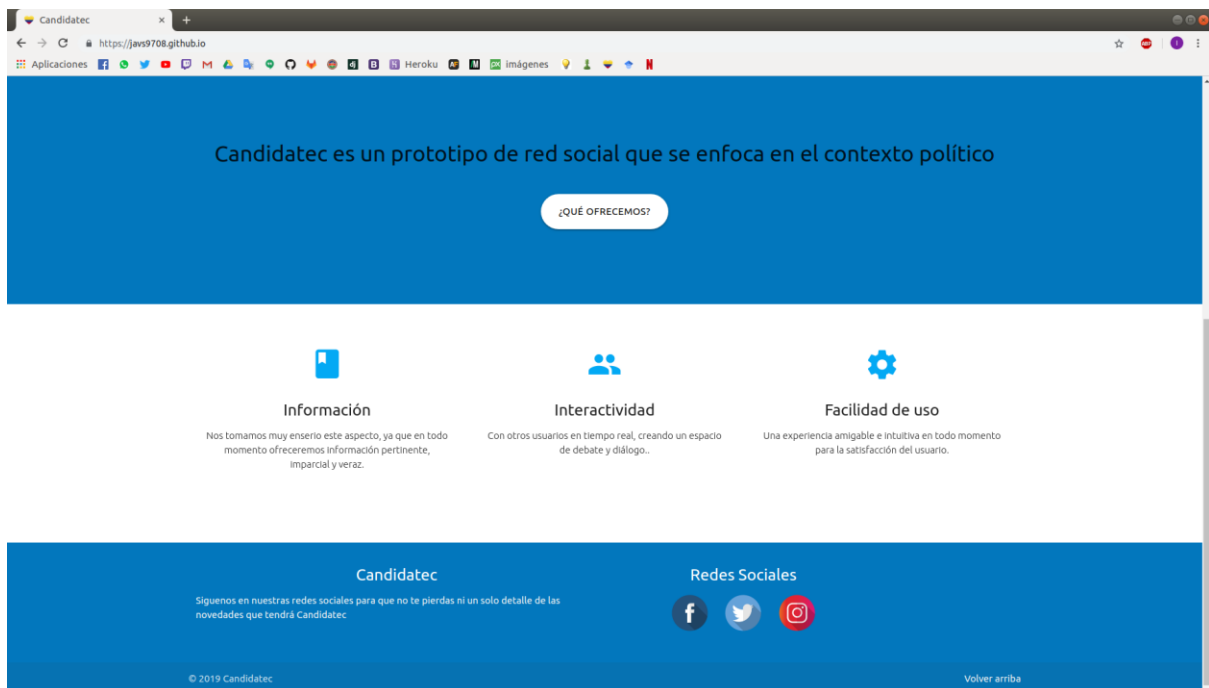 Candidatec
https://javs9708.github.io
Aplicaciones
Heroku
imágenes
Candidatec es un prototipo de red social que se enfoca en el contexto político
¿QUÉ OFRECEMOS?
Información
Nos tomamos muy enserio este aspecto, ya que en todo
momento ofreceremos información pertinente,
imparcial y veraz.
Interactividad
Con otros usuarios en tiempo real, creando un espacio
de debate y diálogo..
Facilidad de uso
Una experiencia amigable e intuitiva en todo momento
para la satisfacción del usuario.
Candidatec
Siguenos en nuestras redes sociales para que no te pierdas ni un solo detalle de las
novedades que tendrá Candidatec
Redes Sociales
© 2019 Candidatec
Volver arriba